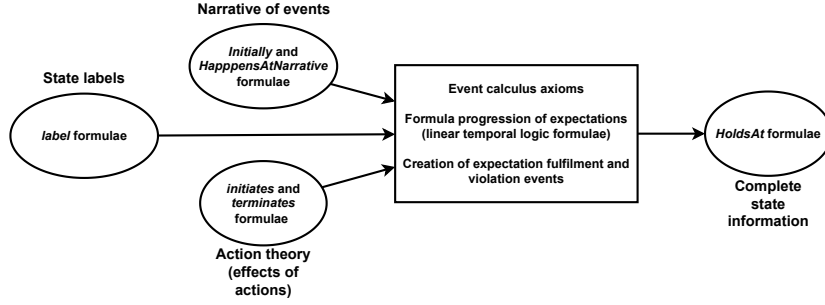 Narrative of events
Initially and
HapppensAtNarrative
formulae
State labels
label formulae
initiates and
terminates
formulae
Action theory
(effects of
actions)
Event calculus axioms
Formula progression of expectations
(linear temporal logic formulae)
Creation of expectation fulfilment and
violation events
HoldsAt formulae
Complete
state
information